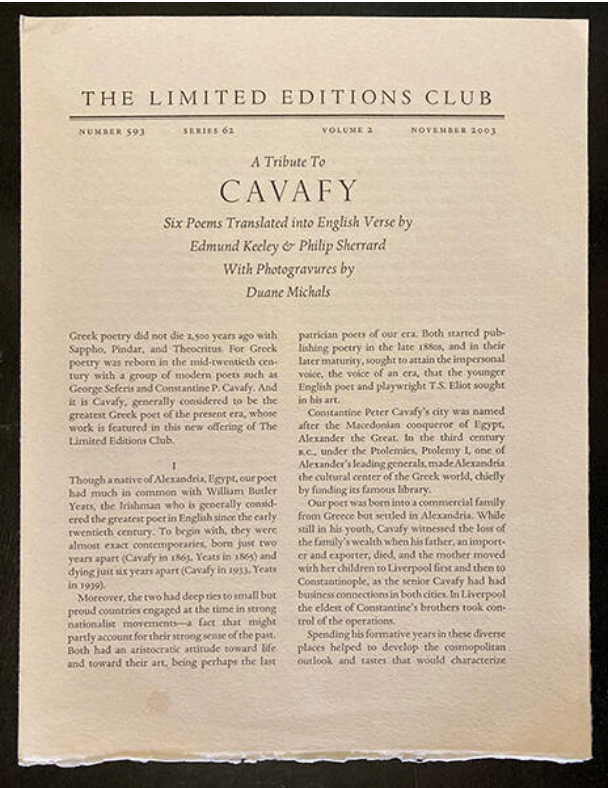 THE LIMITED EDITIONS CLUB
NUMBER 593 SERIES 62 VOLUME 2 NOVEMBER 2003
A Tribute To
CAVAFY
Six Poems Translated into English Verse by
Edmund Keeley & Philip Sherrard
With Photogravures by
Duane Michals
Greek poetry did not die 2,500 years ago with
Sappho, Pindar, and Theocritus. For Greek
poetry was reborn in the mid-twentieth cen-
tury with a group of modern poets such as
George Seferis and Constantine P. Cavafy. And
it is Cavafy, generally considered to be the
greatest Greek poet of the present era, whose
work is featured in this new offering of The
Limited Editions Club.
I
Though a native of Alexandria, Egypt, our poet
had much in common with William Butler
Yeats, the Irishman who is generally consid-
ered the greatest poet in English since the early
twentieth century. To begin with, they were
almost exact contemporaries, born just two
years apart (Cavafy in 1863, Yeats in 1865) and
dying just six years apart (Cavafy in 1933, Yeats
in 1939).
Moreover, the two had deep ties to small but
proud countries engaged at the time in strong
nationalist movements—a fact that might
partly account for their strong sense of the past.
Both had an aristocratic attitude toward life
and toward their art, being perhaps the last
patrician poets of our era. Both started pub-
lishing poetry in the late 1880s, and in their
later maturity, sought to attain the impersonal
voice, the voice of an era, that the younger
English poet and playwright T.S. Eliot sought
in his art.
Constantine Peter Cavafy's city was named
after the Macedonian conqueror of Egypt,
Alexander the Great. In the third century
B.C., under the Ptolemies, Ptolemy I, one of
Alexander's leading generals, made Alexandria
the cultural center of the Greek world, chiefly
by funding its famous library.
Our poet was born into a commercial family
from Greece but settled in Alexandria. While
still in his youth, Cavafy witnessed the loss of
the family's wealth when his father, an import-
er and exporter, died, and the mother moved
with her children to Liverpool first and then to
Constantinople, as the senior Cavafy had had
business connections in both cities. In Liverpool
the eldest of Constantine's brothers took con-
trol of the operations.
Spending his formative years in these diverse
places helped to develop the cosmopolitan
outlook and tastes that would characterize